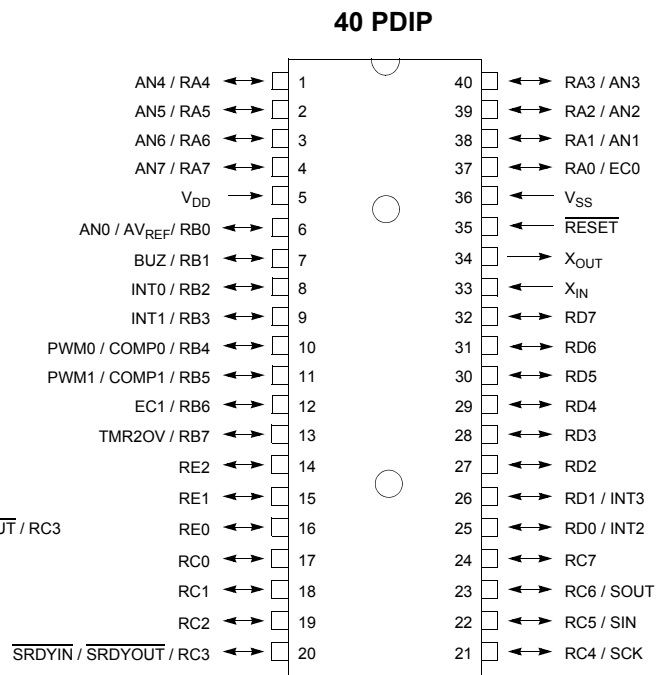 40 PDIP
AN4 / RA4 1 40 RA3 / AN3
AN5 / RA5 2 39 RA2 / AN2
AN6 / RA6 3 38 RA1 / AN1
AN7 / RA7 4 37 RA0 / EC0
VDD 5 36 VSS
AN0 / AVREF/ RB0 6 35 RESET
BUZ / RB1 7 34 XOUT
INT0 / RB2 8 33 XIN
INT1 / RB3 9 32 RD7
PWM0 / COMP0 / RB4 10 31 RD6
PWM1 / COMP1 / RB5 11 30 RD5
EC1 / RB6 12 29 RD4
TMR2OV / RB7 13 28 RD3
RE2 14 27 RD2
RE1 15 26 RD1 / INT3
UT / RC3 RE0 16 25 RD0 / INT2
RC0 17 24 RC7
RC1 18 23 RC6 / SOUT
RC2 19 22 RC5 / SIN
SRDYIN / SRDYOUT / RC3 20 21 RC4 / SCK